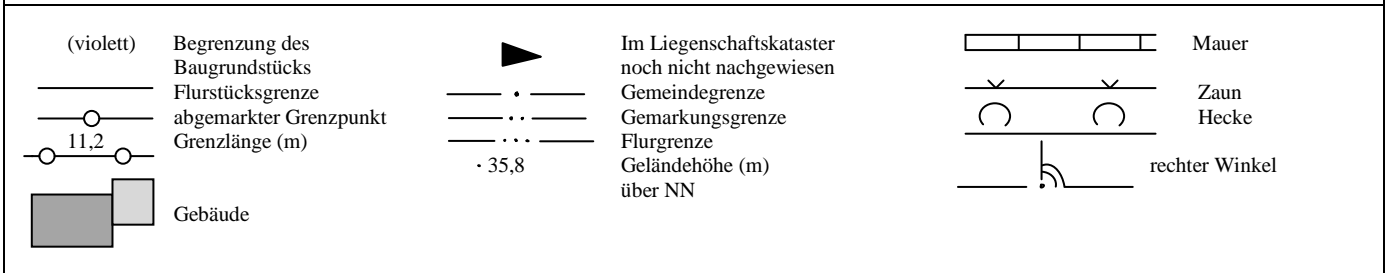 (violett) Begrenzung des
Baugrundstücks
Flurstücksgrenze
abgemarkter Grenzpunkt
11,2 Grenzlänge (m)
Gebäude
Im Liegenschaftskataster
noch nicht nachgewiesen
Gemeindegrenze
Gemarkungsgrenze
Flurgrenze
· 35,8 Geländehöhe (m)
über NN
Mauer
Zaun
Hecke
rechter Winkel